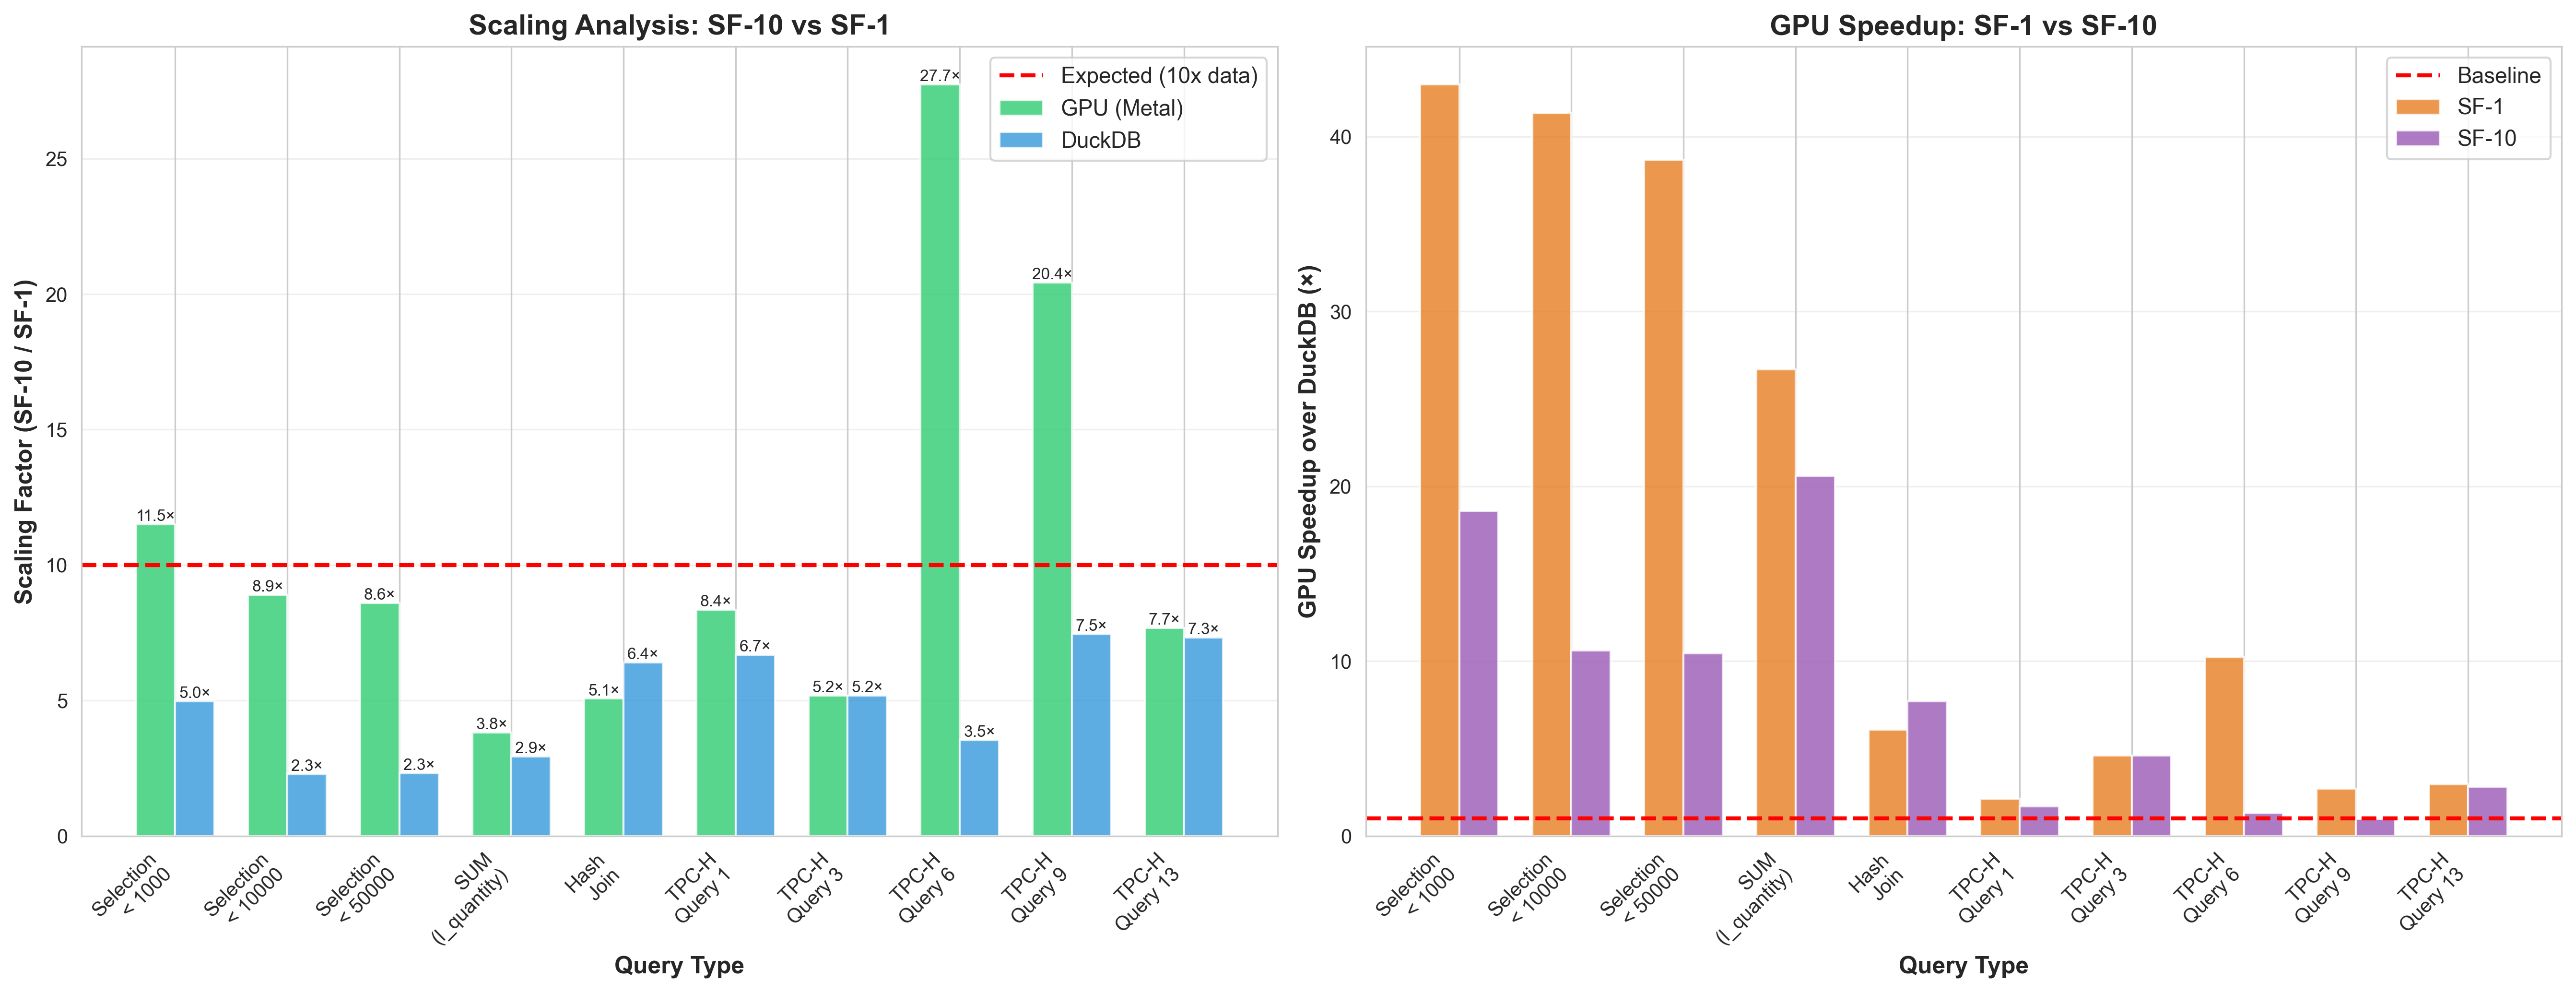 Scaling Analysis: SF-10 vs SF-1
Scaling Factor (SF-10 / SF-1)
25
20
15
10
5
0
Expected (10x data)
GPU (Metal)
DuckDB
11.5×
5.0×
8.9×
2.3×
8.6×
2.3×
3.8×
2.9×
5.1×
6.4×
8.4×
6.7×
5.2×
5.2×
27.7×
3.5×
20.4×
7.5×
7.7×
7.3×
Selection
< 1000
Selection
< 10000
Selection
< 50000
SUM
(l_quantity)
Hash
Join
TPC-H
Query 1
TPC-H
Query 3
TPC-H
Query 6
TPC-H
Query 9
TPC-H
Query 13
Query Type
GPU Speedup: SF-1 vs SF-10
GPU Speedup over DuckDB (×)
40
30
20
10
0
Baseline
SF-1
SF-10
Selection
< 1000
Selection
< 10000
Selection
< 50000
SUM
(l_quantity)
Hash
Join
TPC-H
Query 1
TPC-H
Query 3
TPC-H
Query 6
TPC-H
Query 9
TPC-H
Query 13
Query Type